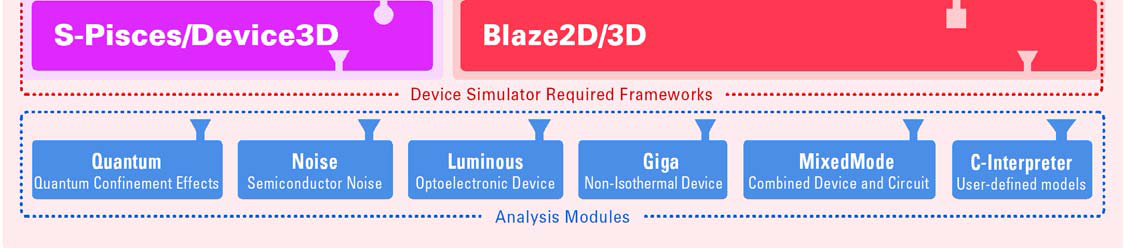 S-Pisces/Device3D
Blaze2D/3D
Device Simulator Required Frameworks
Quantum
Quantum Confinement Effects
Noise
Semiconductor Noise
Luminous
Optoelectronic Device
Giga
Non-Isothermal Device
MixedMode
Combined Device and Circuit
C-Interpreter
User-defined models
Analysis Modules